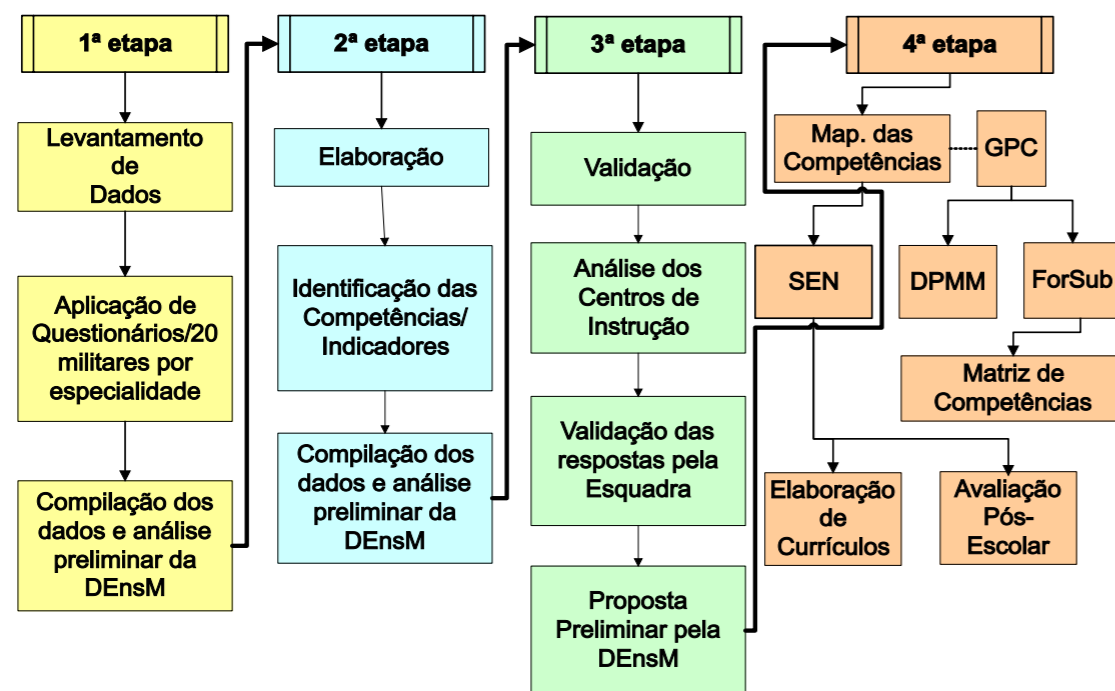 1ª etapa
Levantamento
de
Dados
Aplicação de
Questionários/20
militares por
especialidade
Compilação dos
dados e análise
preliminar da
DEnsM
2ª etapa
Elaboração
Identificação das
Competências/
Indicadores
Compilação dos
dados e análise
preliminar da
DEnsM
3ª etapa
Validação
Análise dos
Centros de
Instrução
Validação das
respostas pela
Esquadra
Proposta
Preliminar pela
DEnsM
4ª etapa
Map. das
Competências
GPC
SEN
DPMM
ForSub
Matriz de
Competências
Elaboração
de
Currículos
Avaliação
Pós-
Escolar